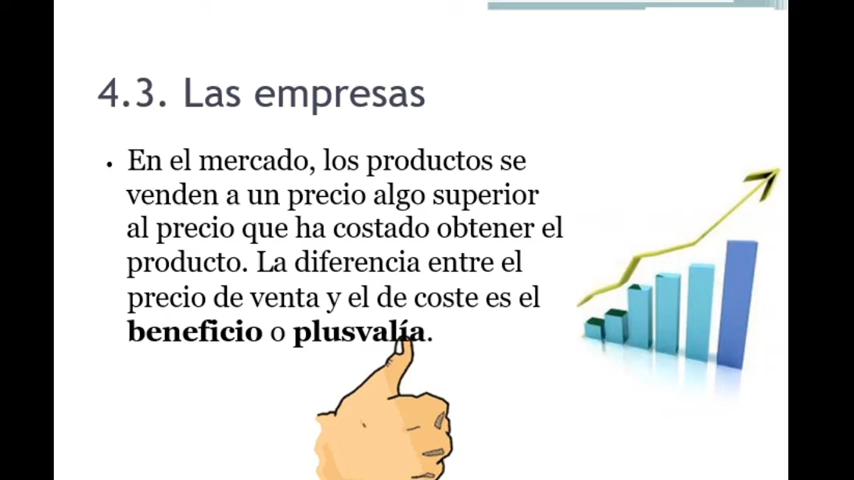 4.3. Las empresas
• En el mercado, los productos se
venden a un precio algo superior
al precio que ha costado obtener el
producto. La diferencia entre el
precio de venta y el de coste es el
beneficio o plusvalía.